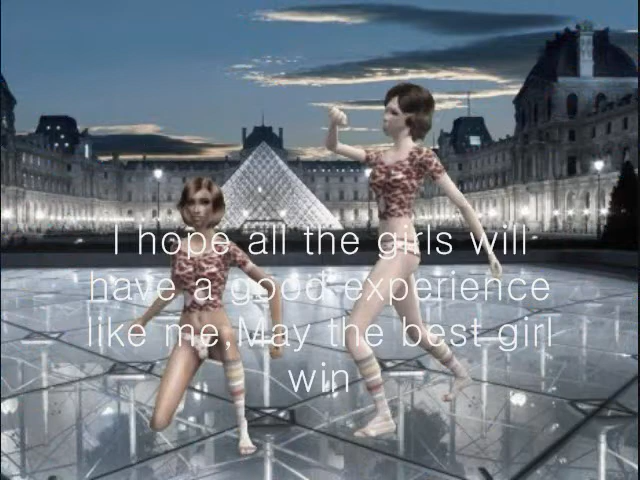 I hope all the girls will
have a good experience
like me,May the best girl
win